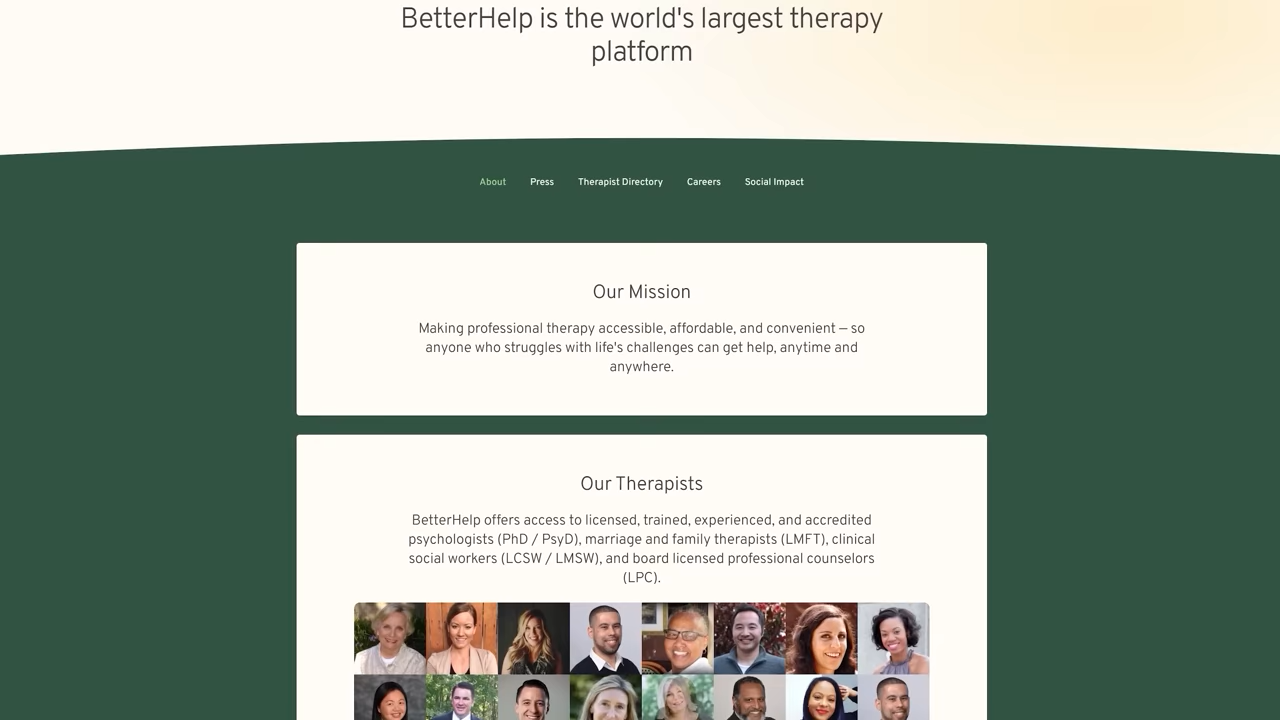 BetterHelp is the world's largest therapy
platform
About Press Therapist Directory Careers Social Impact
Our Mission
Making professional therapy accessible, affordable, and convenient — so
anyone who struggles with life's challenges can get help, anytime and
anywhere.
Our Therapists
BetterHelp offers access to licensed, trained, experienced, and accredited
psychologists (PhD / PsyD), marriage and family therapists (LMFT), clinical
social workers (LCSW / LMSW), and board licensed professional counselors
(LPC).